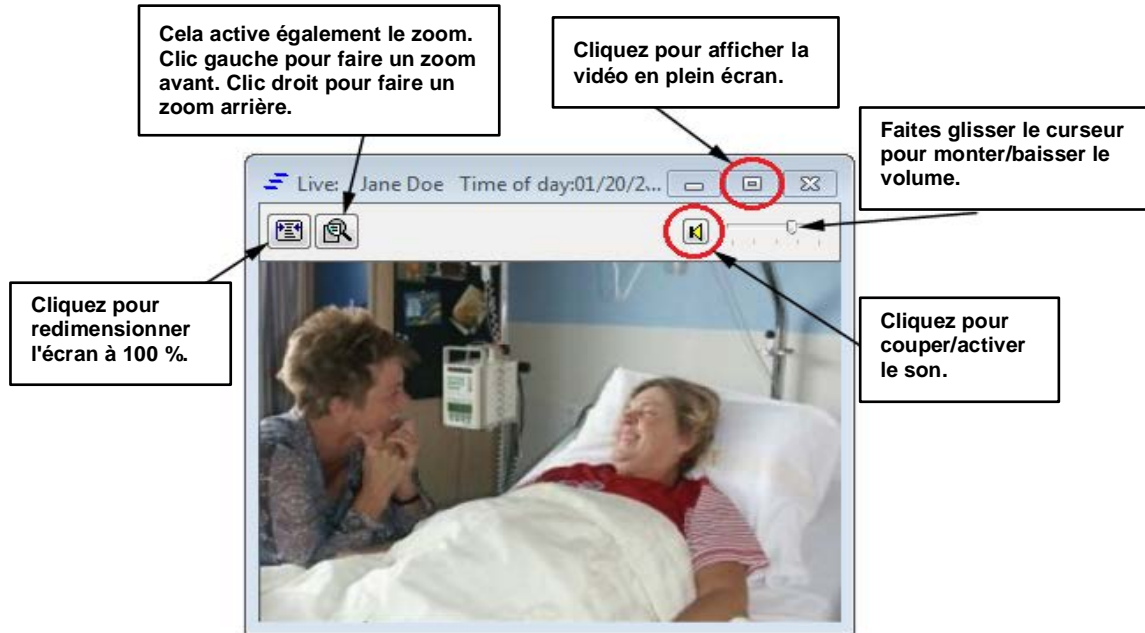 Cela active également le zoom.
Clic gauche pour faire un zoom
avant. Clic droit pour faire un
zoom arrière.
Cliquez pour afficher la
vidéo en plein écran.
Faites glisser le curseur
pour monter/baisser le
volume.
Live: Jane Doe Time of day:01/20/2...
Cliquez pour
redimensionner
l'écran à 100 %.
Cliquez pour
couper/activer
le son.